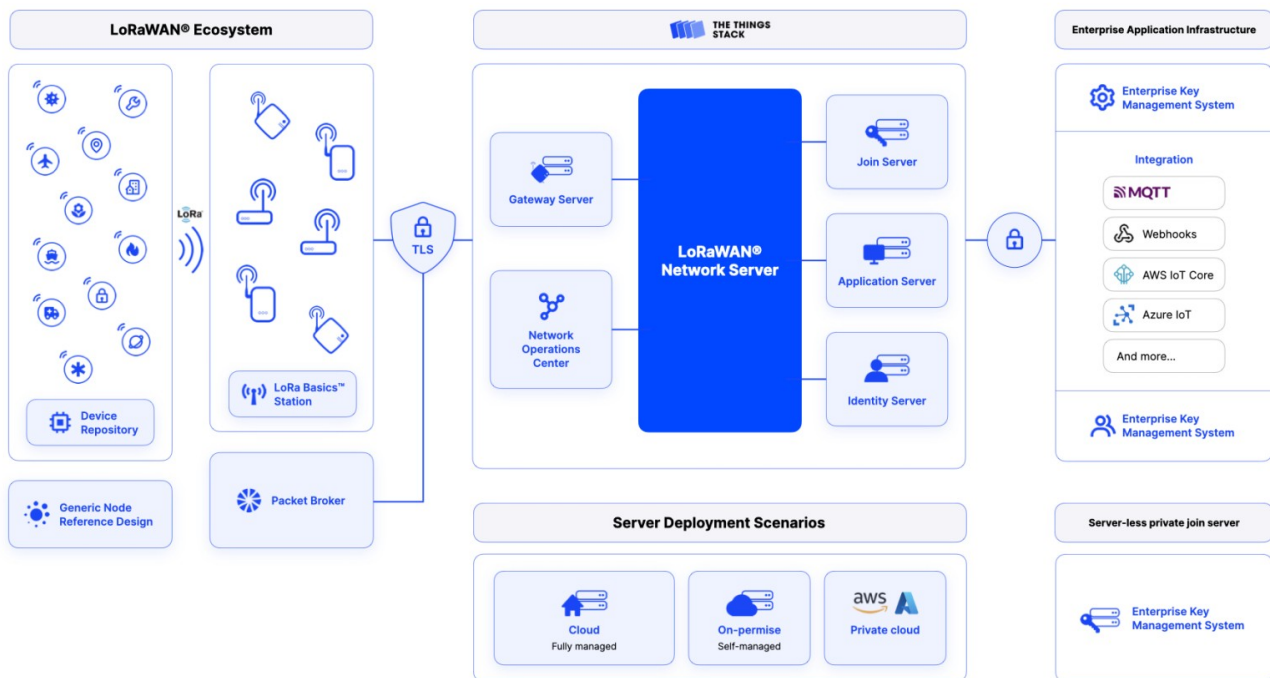 LoRaWAN® Ecosystem
LoRa
Device
Repository
LoRa Basics™
Station
Generic Node
Reference Design
Packet Broker
TLS
THE THINGS
STACK
Gateway Server
Network
Operations
Center
LoRaWAN®
Network Server
Join Server
Application Server
Identity Server
Server Deployment Scenarios
Cloud
Fully managed
On-permise
Self-managed
aws
Private cloud
Enterprise Application Infrastructure
Enterprise Key
Management System
Integration
MQTT
Webhooks
AWS IoT Core
Azure IoT
And more...
Enterprise Key
Management System
Server-less private join server
Enterprise Key
Management System